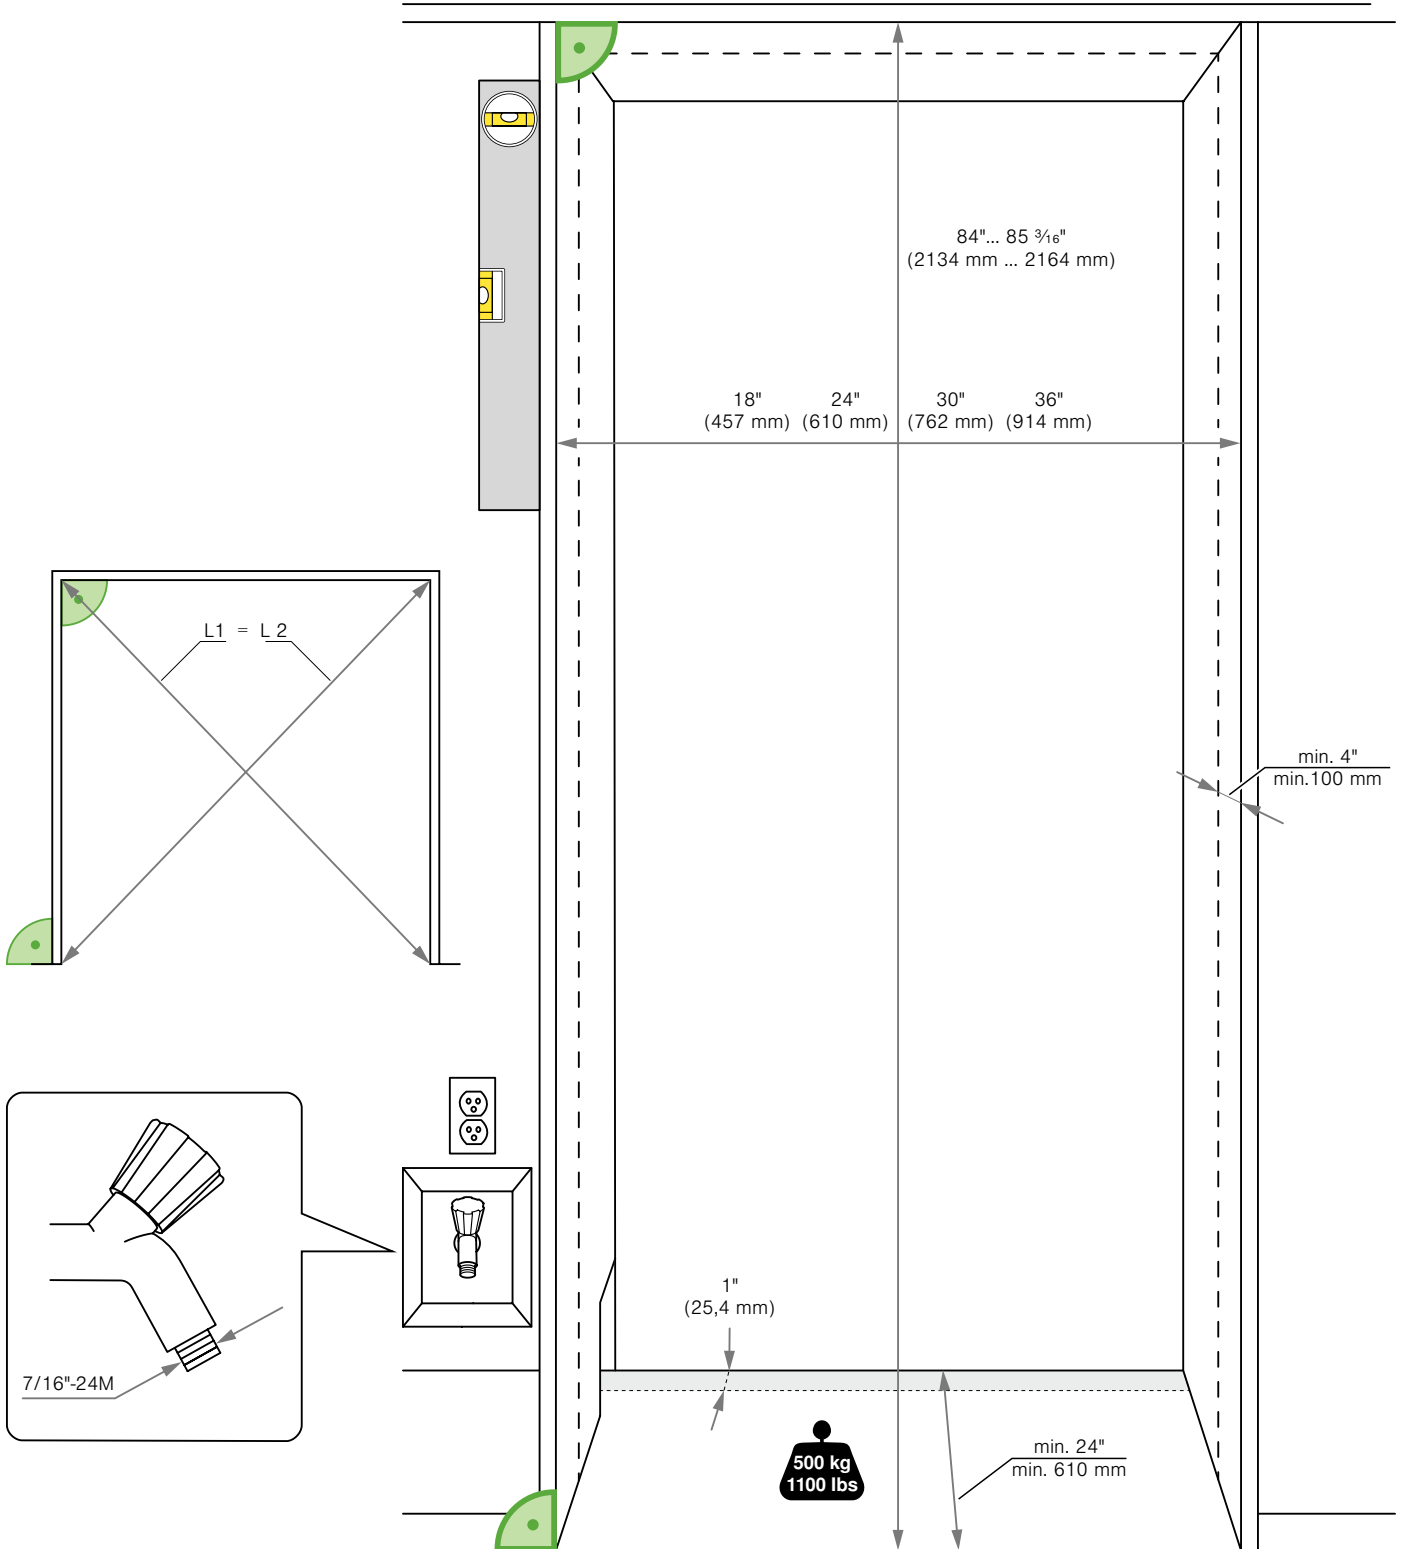 84"... 85 ³⁄₁₆"
(2134 mm ... 2164 mm)
18" 24" 30" 36"
(457 mm) (610 mm) (762 mm) (914 mm)
L1 = L 2
min. 4"
min.100 mm
1"
(25,4 mm)
7/16"-24M
500 kg
1100 lbs
min. 24"
min. 610 mm